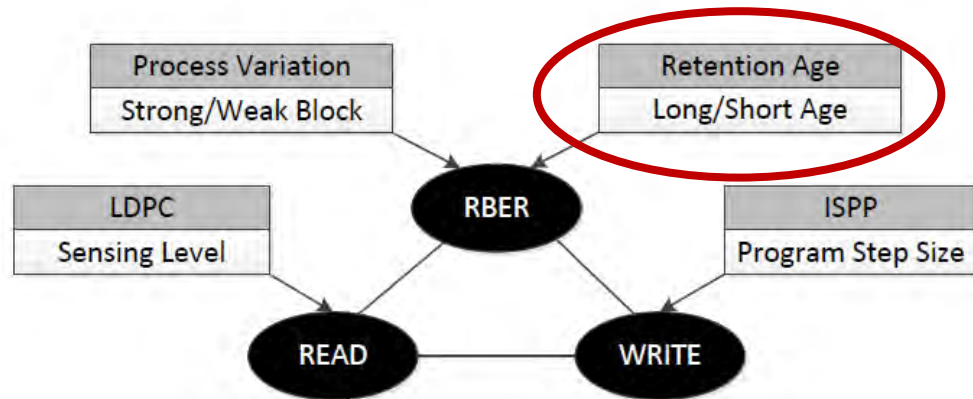 Process Variation
Strong/Weak Block
Retention Age
Long/Short Age
LDPC
Sensing Level
RBER
ISPP
Program Step Size
READ
WRITE